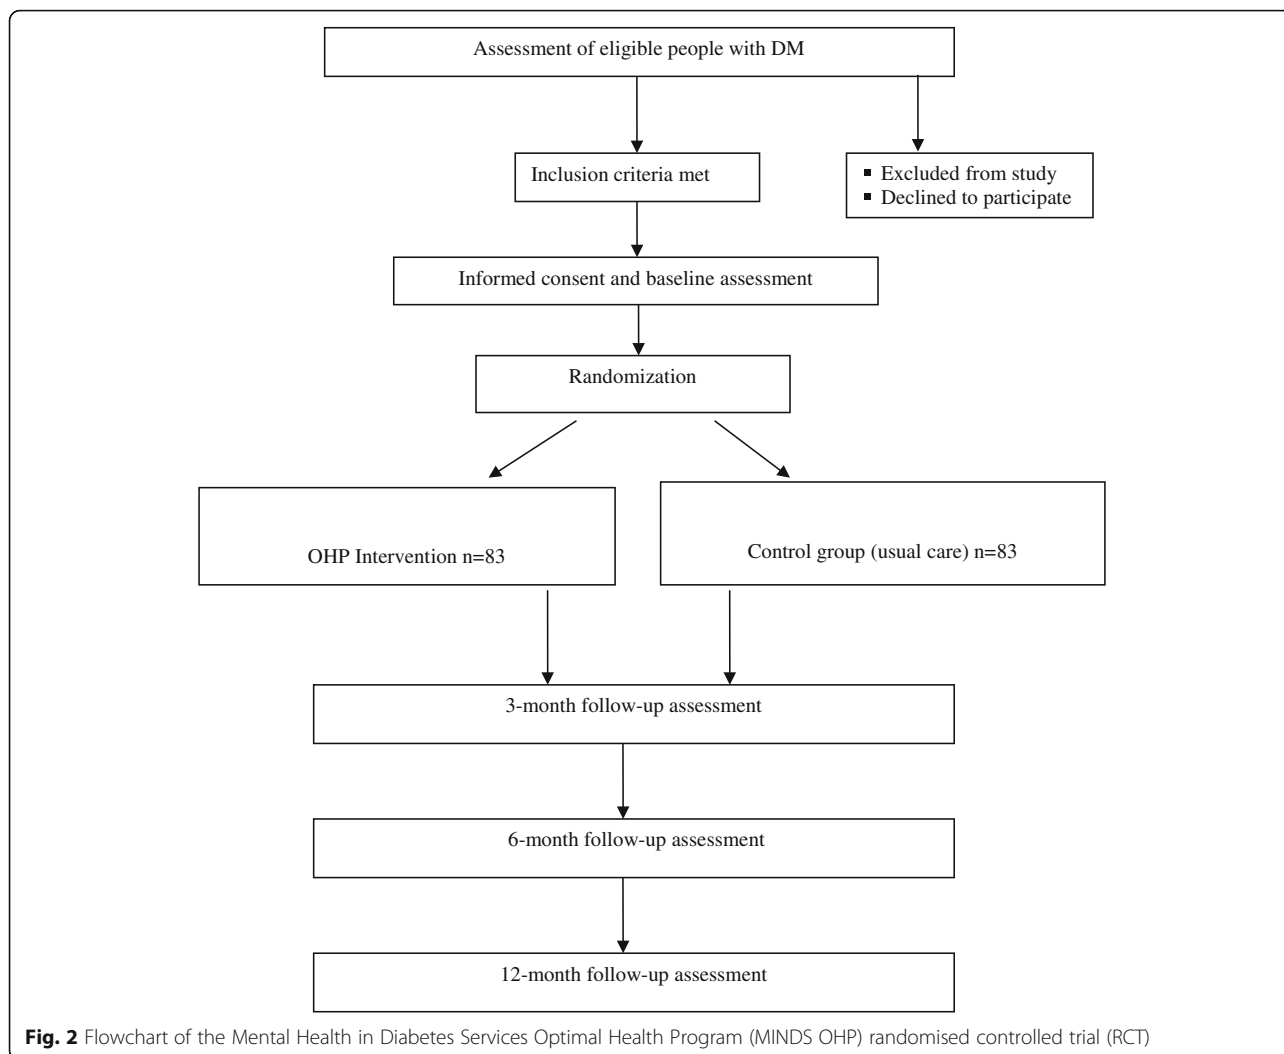 Assessment of eligible people with DM
Inclusion criteria met
▪ Excluded from study
▪ Declined to participate
Informed consent and baseline assessment
Randomization
OHP Intervention n=83
Control group (usual care) n=83
3-month follow-up assessment
6-month follow-up assessment
12-month follow-up assessment
Fig. 2 Flowchart of the Mental Health in Diabetes Services Optimal Health Program (MINDS OHP) randomised controlled trial (RCT)